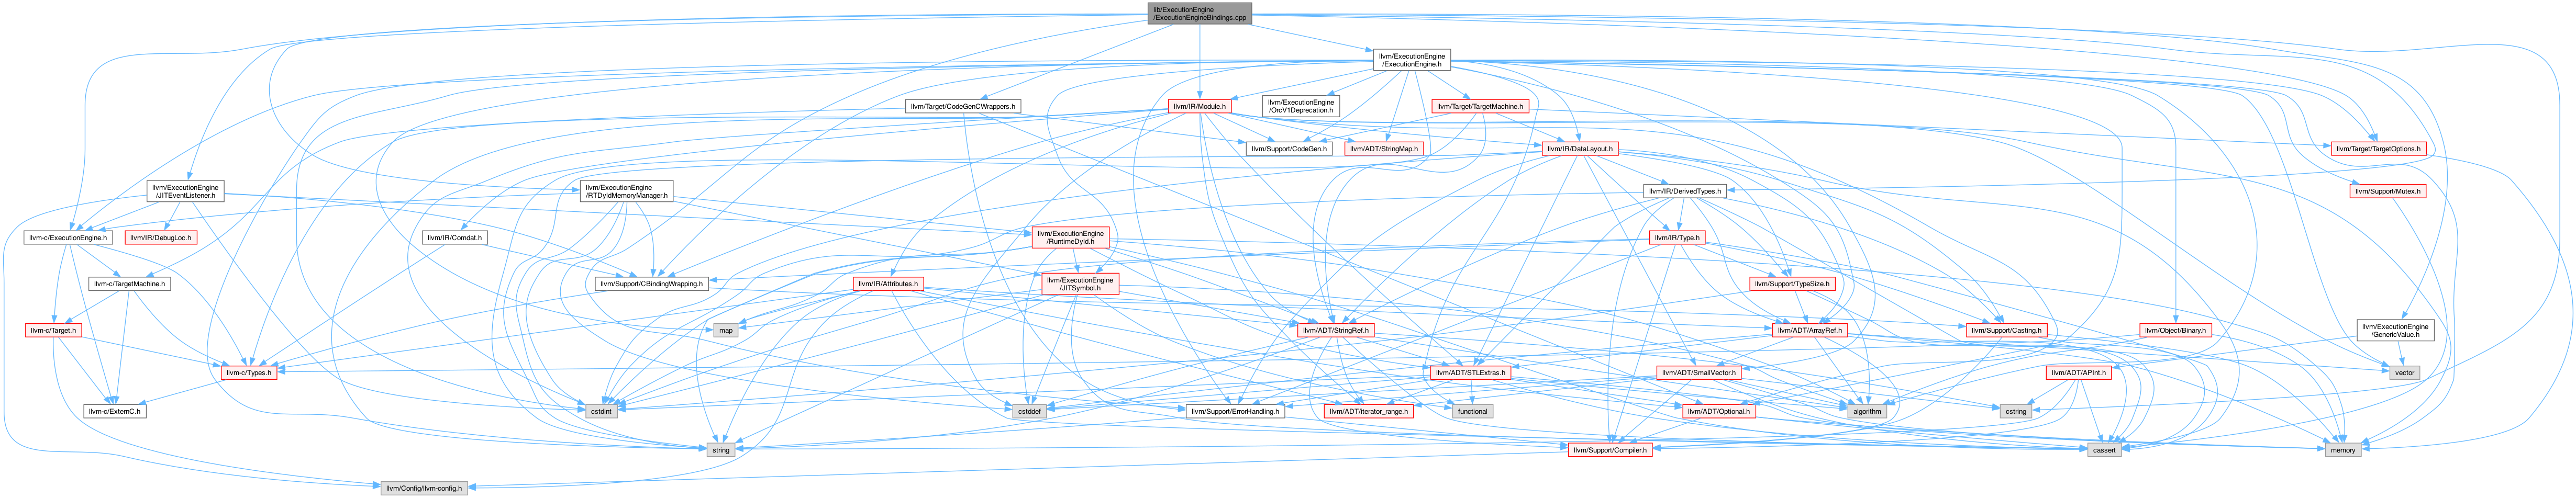 lib/ExecutionEngine
/ExecutionEngineBindings.cpp
llvm/ExecutionEngine
/ExecutionEngine.h
llvm/Target/CodeGenCWrappers.h
llvm/IR/Module.h
llvm/ExecutionEngine
/OrcV1Deprecation.h
llvm/Target/TargetMachine.h
llvm/Support/CodeGen.h
llvm/ADT/StringMap.h
llvm/IR/DataLayout.h
llvm/Target/TargetOptions.h
llvm/ExecutionEngine
/JITEventListener.h
llvm/ExecutionEngine
/RTDyldMemoryManager.h
llvm/IR/DerivedTypes.h
llvm/Support/Mutex.h
llvm-c/ExecutionEngine.h
llvm/IR/DebugLoc.h
llvm/IR/Comdat.h
llvm/ExecutionEngine
/RuntimeDyld.h
llvm/IR/Type.h
llvm-c/TargetMachine.h
llvm/Support/CBindingWrapping.h
llvm/IR/Attributes.h
llvm/ExecutionEngine
/JITSymbol.h
llvm/Support/TypeSize.h
llvm-c/Target.h
map
llvm/ADT/StringRef.h
llvm/ADT/ArrayRef.h
llvm/Support/Casting.h
llvm/Object/Binary.h
llvm/ExecutionEngine
/GenericValue.h
llvm-c/Types.h
llvm/ADT/STLExtras.h
llvm/ADT/SmallVector.h
llvm/ADT/APInt.h
vector
llvm-c/ExternC.h
cstdint
cstddef
llvm/Support/ErrorHandling.h
llvm/ADT/iterator_range.h
functional
llvm/ADT/Optional.h
algorithm
cstring
string
llvm/Support/Compiler.h
cassert
memory
llvm/Config/llvm-config.h